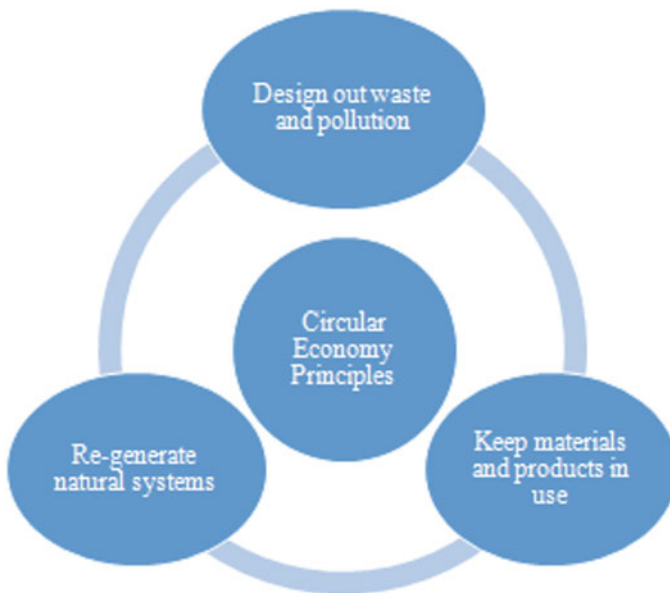 Design out waste
and pollution
Circular
Economy
Principles
Re-generate
natural systems
Keep materials
and products in
use